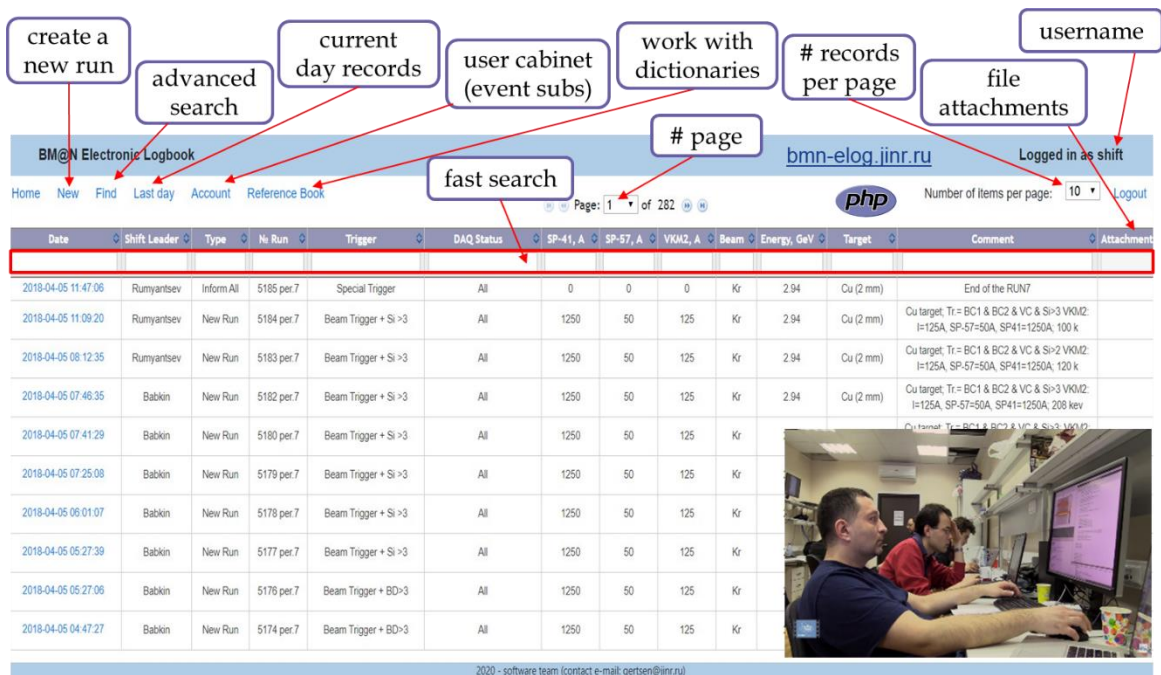 create a
new run
advanced
search
current
day records
user cabinet
(event subs)
work with
dictionaries
# records
per page
file
attachments
username
# page
fast search
BM@N Electronic Logbook
bmn-elog.jinr.ru
Logged in as shift
Home New Find Last day Account Reference Book
Page: 1 of 282
php
Number of items per page: 10 Logout
Date Shift Leader Type № Run Trigger DAQ Status SP-41, A SP-57, A VKM2, A Beam Energy, GeV Target Comment Attachment
2018-04-05 11:47:06 Rumyantsev Inform All 5185 per.7 Special Trigger All 0 0 0 Kr 2.94 Cu (2 mm) End of the RUN7
2018-04-05 11:09:20 Rumyantsev New Run 5184 per.7 Beam Trigger + Si >3 All 1250 50 125 Kr 2.94 Cu (2 mm) Cu target; Tr.= BC1 & BC2 & VC & Si>3 VKM2:
I=125A, SP-57=50A, SP41=1250A; 100 k
2018-04-05 08:12:35 Rumyantsev New Run 5183 per.7 Beam Trigger + Si >3 All 1250 50 125 Kr 2.94 Cu (2 mm) Cu target; Tr.= BC1 & BC2 & VC & Si>2 VKM2:
I=125A, SP-57=50A, SP41=1250A; 120 k
2018-04-05 07:46:35 Babkin New Run 5182 per.7 Beam Trigger + Si >3 All 1250 50 125 Kr 2.94 Cu (2 mm) Cu target; Tr.= BC1 & BC2 & VC & Si>3 VKM2:
I=125A, SP-57=50A, SP41=1250A; 208 kev
2018-04-05 07:41:29 Babkin New Run 5180 per.7 Beam Trigger + Si >3 All 1250 50 125 Kr Cu target; Tr.= BC1 & BC2 & VC & Si>3; VKM2:
2018-04-05 07:25:08 Babkin New Run 5179 per.7 Beam Trigger + Si >3 All 1250 50 125 Kr
2018-04-05 06:01:07 Babkin New Run 5178 per.7 Beam Trigger + Si >3 All 1250 50 125 Kr
2018-04-05 05:27:39 Babkin New Run 5177 per.7 Beam Trigger + Si >3 All 1250 50 125 Kr
2018-04-05 05:27:06 Babkin New Run 5176 per.7 Beam Trigger + BD>3 All 1250 50 125 Kr
2018-04-05 04:47:27 Babkin New Run 5174 per.7 Beam Trigger + BD>3 All 1250 50 125 Kr
2020 - software team (contact e-mail: gertsen@jinr.ru)